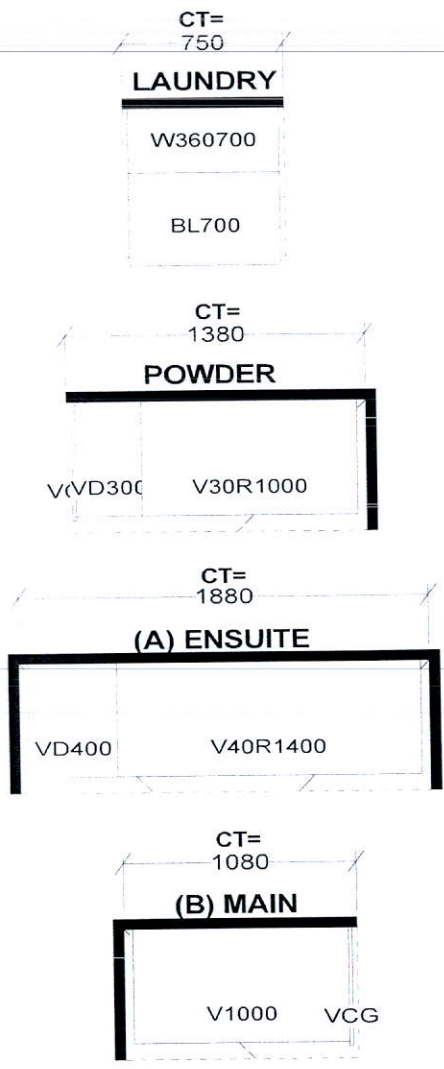 CT=
750
LAUNDRY
W360700
BL700
CT=
1380
POWDER
VD300 V30R1000
CT=
1880
(A) ENSUITE
VD400 V40R1400
CT=
1080
(B) MAIN
V1000 VCG